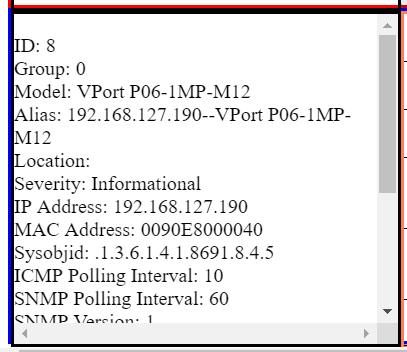 ID: 8
Group: 0
Model: VPort P06-1MP-M12
Alias: 192.168.127.190--VPort P06-1MP-
M12
Location:
Severity: Informational
IP Address: 192.168.127.190
MAC Address: 0090E8000040
Sysobjid: .1.3.6.1.4.1.8691.8.4.5
ICMP Polling Interval: 10
SNMP Polling Interval: 60
SNMP Version: 1